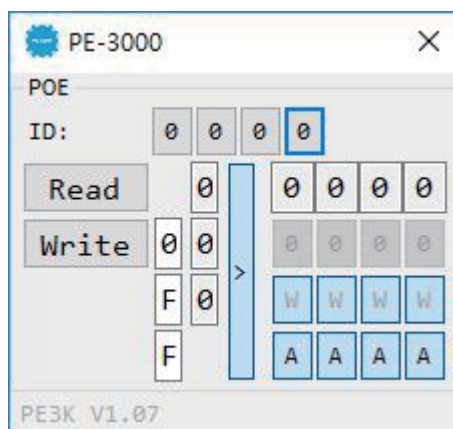 PE-3000
POE
ID: 0 0 0 0
Read 0 0 0 0 0
Write 0 0 0 0 0 0
F 0 > W W W W
F A A A A
PE3K V1.07